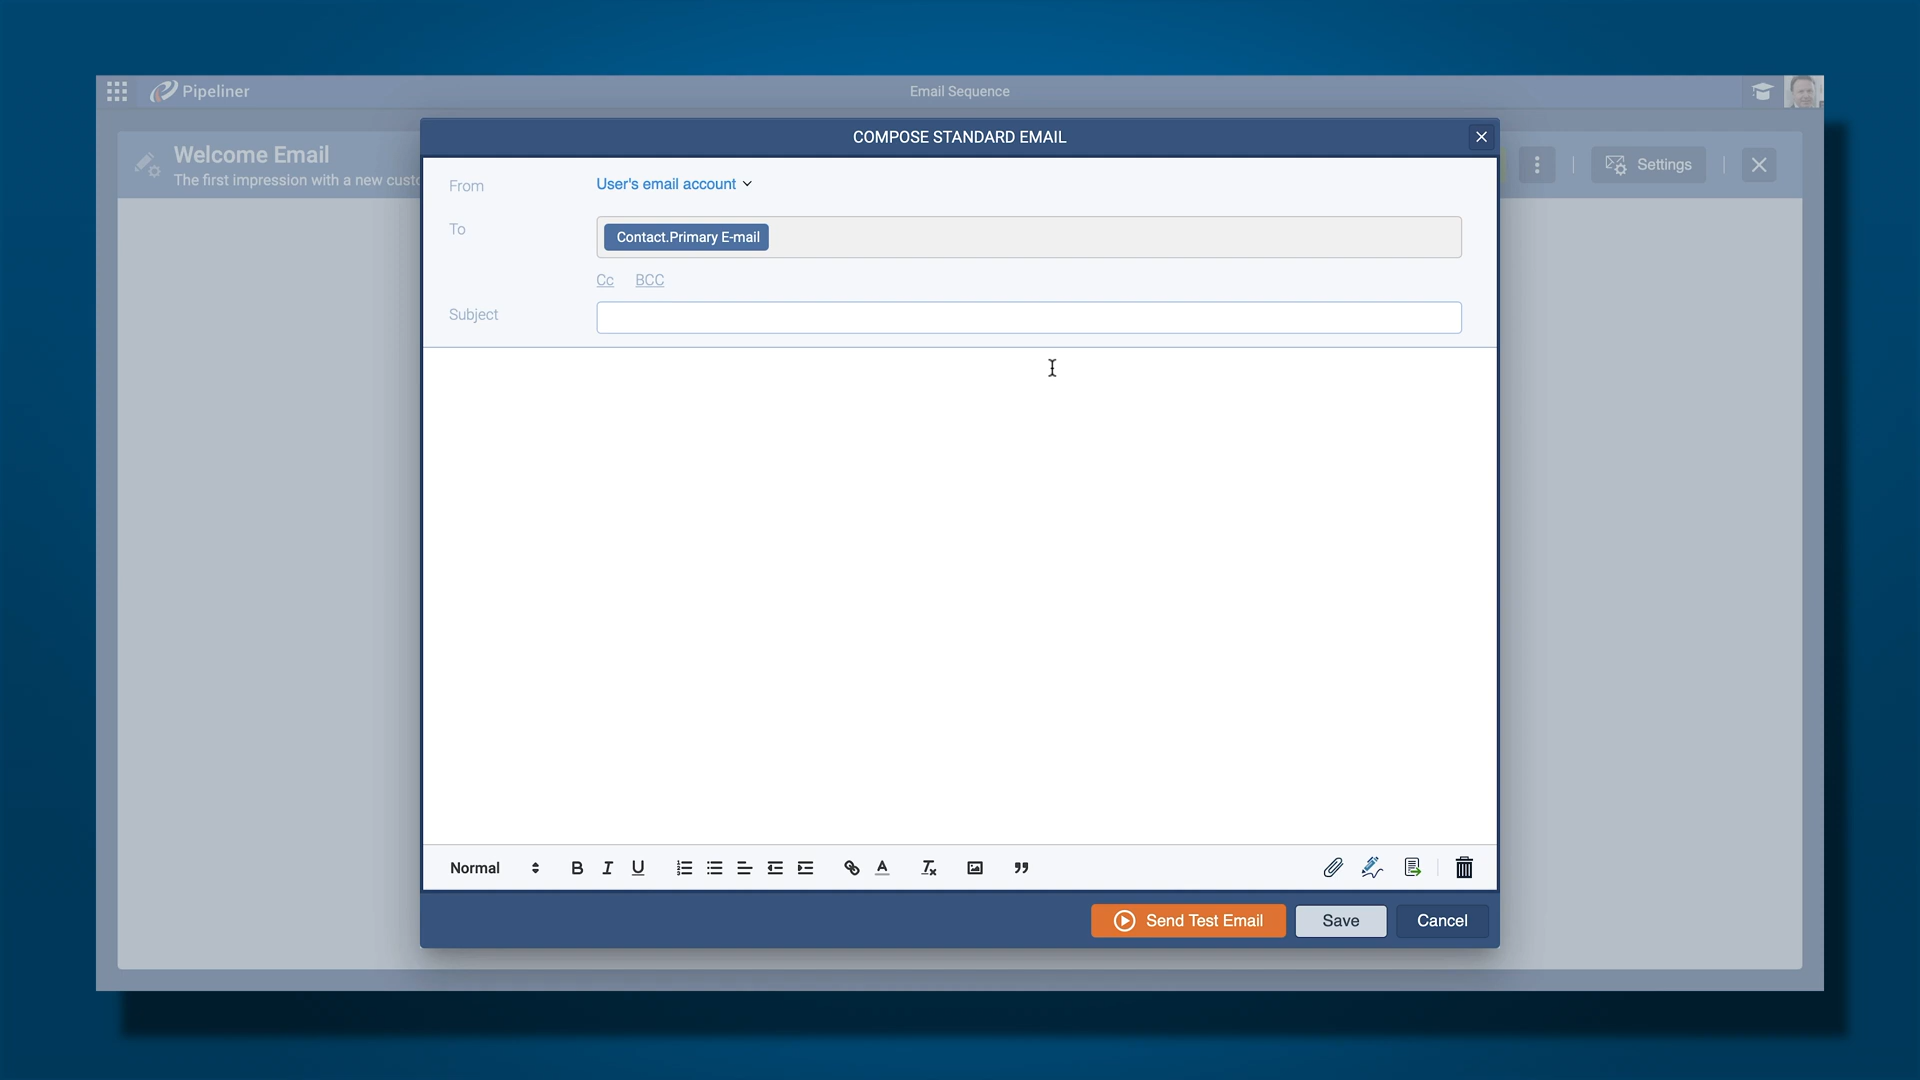 Pipeliner
Email Sequence
Welcome Email
The first impression with a new custo
Settings
COMPOSE STANDARD EMAIL
From
User's email account
To
Contact.Primary E-mail
Cc BCC
Subject
Normal
Send Test Email
Save
Cancel